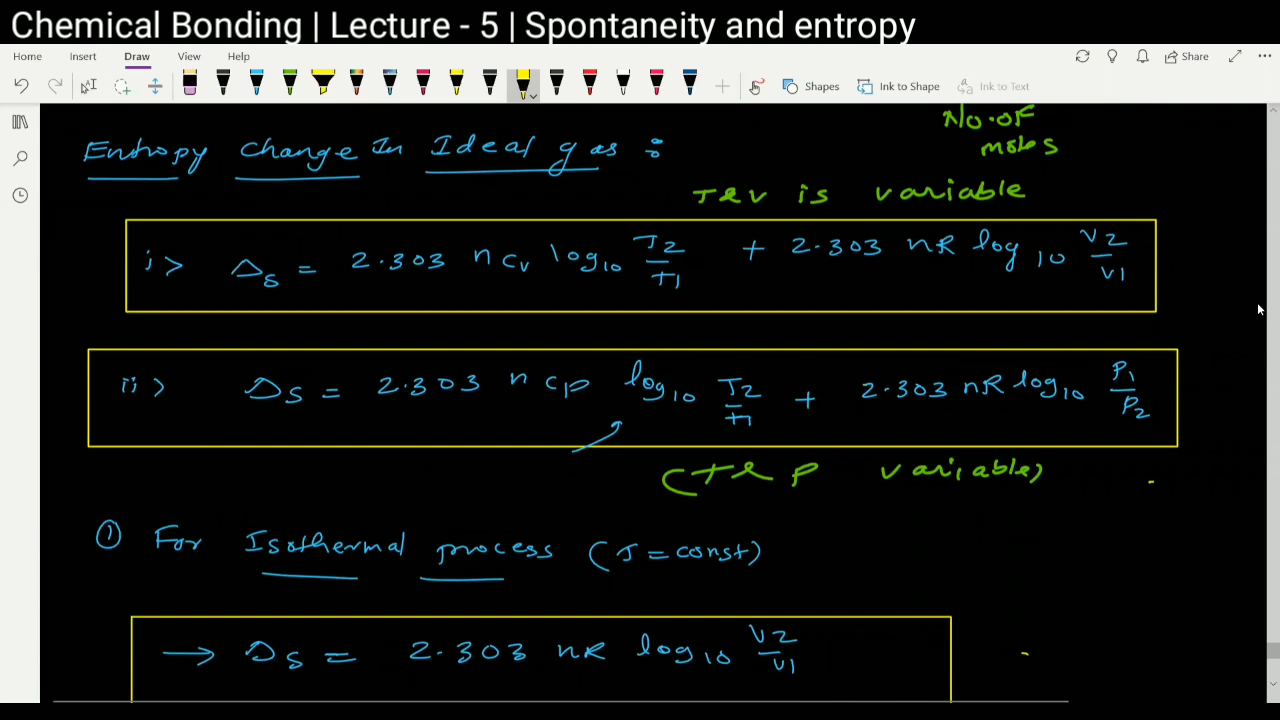 Chemical Bonding | Lecture - 5 | Spontaneity and entropy
Home Insert Draw View Help
Share
Shapes Ink to Shape Ink to Text
No. of
moles
Entropy Change In Ideal gas :
T & V is variable
i> ΔS = 2.303 n Cv log10 T2/T1 + 2.303 nR log10 V2/V1
ii> ΔS = 2.303 n Cp log10 T2/T1 + 2.303 nR log10 P1/P2
(T & P variable)
① For Isothermal process (T = const)
→ ΔS = 2.303 nR log10 V2/V1